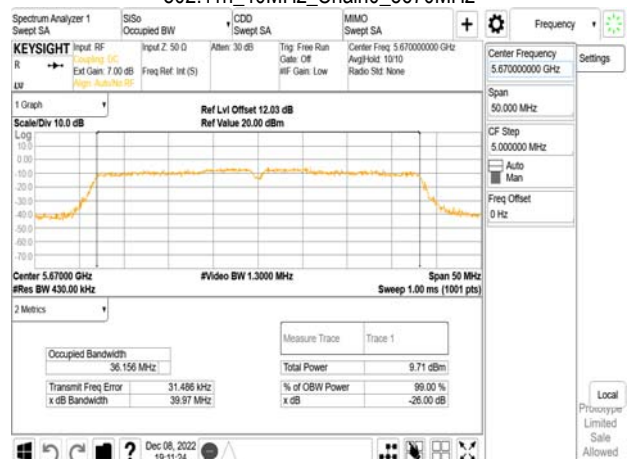 802.11n_40MHz_Chain0_5670MHz
Spectrum Analyzer 1
Swept SA
SISo
Occupied BW
CDD
Swept SA
MIMO
Swept SA
+
Frequency
KEYSIGHT
Input: RF
Coupling: DC
Ext Gain: 7.00 dB
Align: Auto/No RF
Input Z: 50 Ω
Freq Ref: Int (S)
Atten: 30 dB
Trig: Free Run
Gate: Off
#IF Gain: Low
Center Freq: 5.670000000 GHz
Avg|Hold: 10/10
Radio Std: None
R
LXI
Center Frequency
5.670000000 GHz
Settings
Span
50.000 MHz
CF Step
5.000000 MHz
Auto
Man
Freq Offset
0 Hz
1 Graph
Scale/Div 10.0 dB
Ref Lvl Offset 12.03 dB
Ref Value 20.00 dBm
Log
10.0
0.00
-10.0
-20.0
-30.0
-40.0
-50.0
-60.0
-70.0
Center 5.67000 GHz
#Res BW 430.00 kHz
#Video BW 1.3000 MHz
Span 50 MHz
Sweep 1.00 ms (1001 pts)
2 Metrics
Measure Trace
Trace 1
Occupied Bandwidth
36.156 MHz
Total Power
9.71 dBm
Transmit Freq Error
31.486 kHz
% of OBW Power
99.00 %
x dB Bandwidth
39.97 MHz
x dB
-26.00 dB
Local
Prototype
Limited
Sale
Allowed
?
Dec 08, 2022
19:11:24